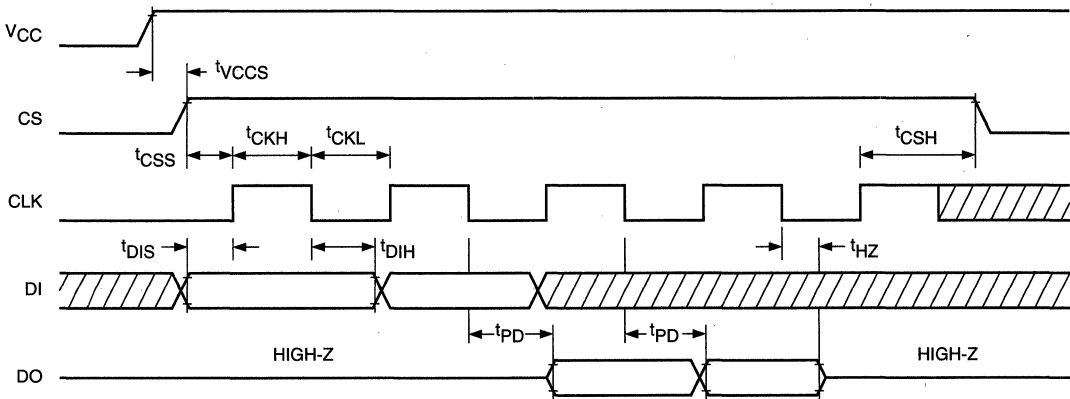 VCC
tVCCS
CS
tCSS tCKH tCKL tCSH
CLK
tDIS tDIH tHZ
DI
tPD tPD
HIGH-Z HIGH-Z
DO